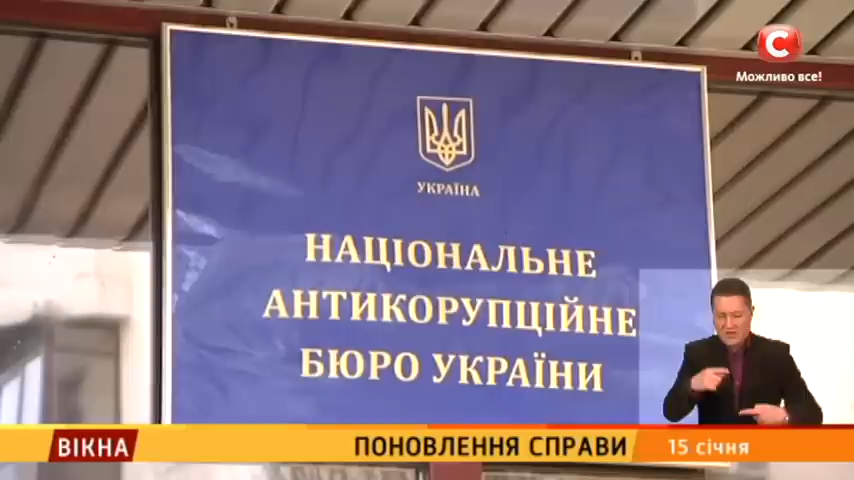 Можливо все!
УКРАЇНА
НАЦІОНАЛЬНЕ
АНТИКОРУПЦІЙНЕ
БЮРО УКРАЇНИ
ВІКНА
ПОНОВЛЕННЯ СПРАВИ
15 січня